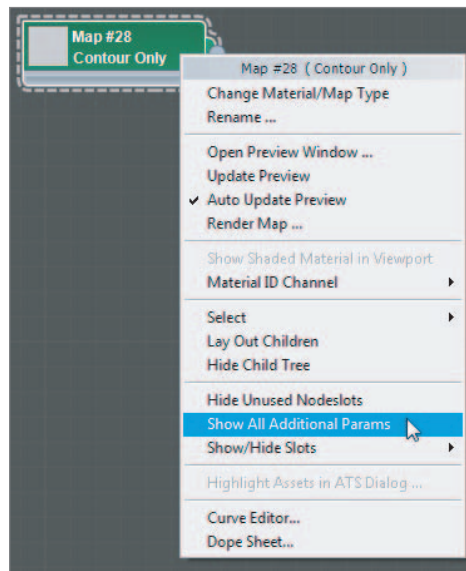 Map #28
Contour Only
Map #28 ( Contour Only )
Change Material/Map Type
Rename ...
Open Preview Window ...
Update Preview
Auto Update Preview
Render Map ...
Show Shaded Material in Viewport
Material ID Channel
Select
Lay Out Children
Hide Child Tree
Hide Unused Nodeslots
Show All Additional Params
Show/Hide Slots
Highlight Assets in ATS Dialog ...
Curve Editor...
Dope Sheet...